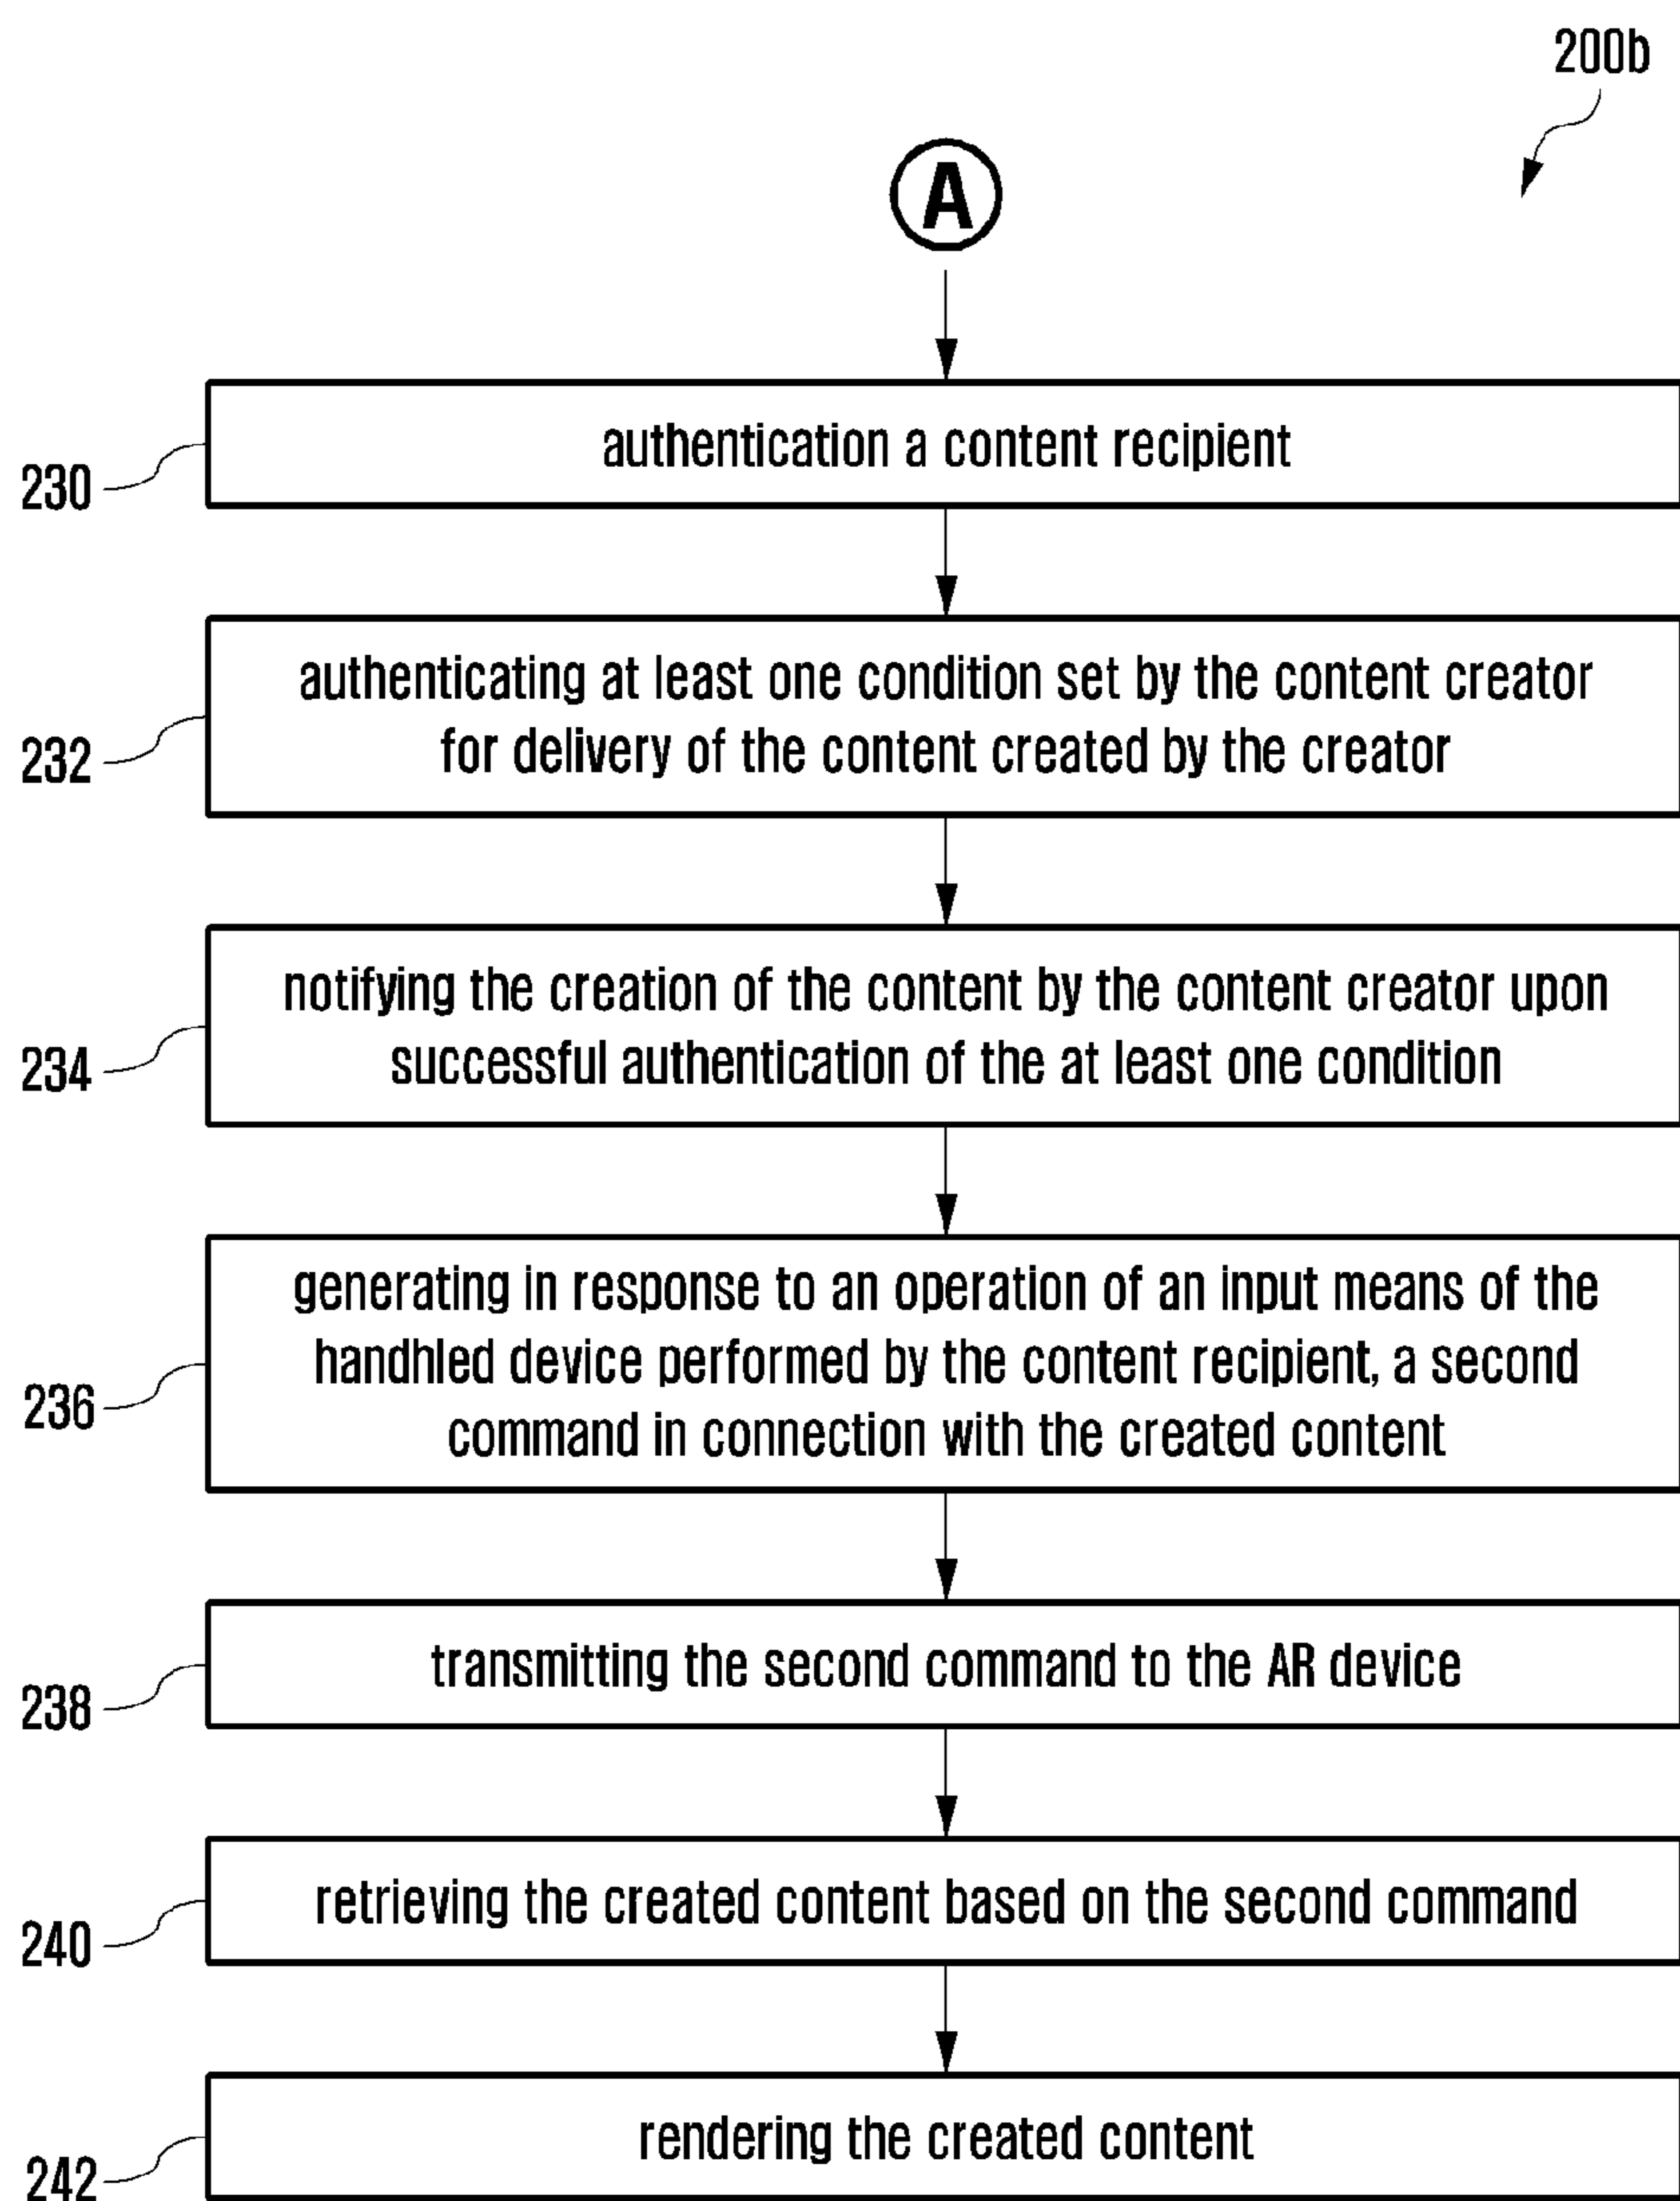 200b
A
230
authentication a content recipient
232
authenticating at least one condition set by the content creator
for delivery of the content created by the creator
234
notifying the creation of the content by the content creator upon
successful authentication of the at least one condition
236
generating in response to an operation of an input means of the
handhled device performed by the content recipient, a second
command in connection with the created content
238
transmitting the second command to the AR device
240
retrieving the created content based on the second command
242
rendering the created content